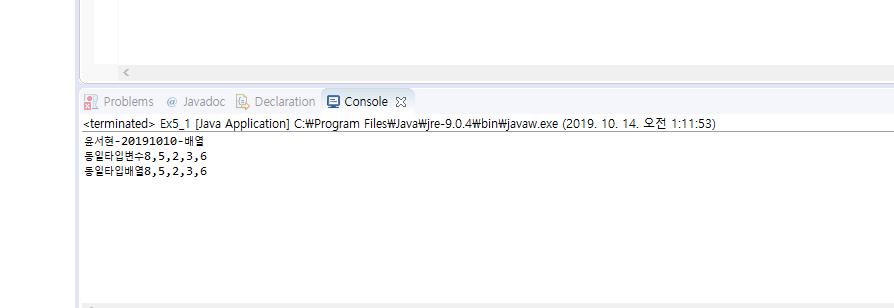 Problems @ Javadoc Declaration Console
<terminated> Ex5_1 [Java Application] C:₩Program Files₩Java₩jre-9.0.4₩bin₩javaw.exe (2019. 10. 14. 오전 1:11:53)
윤서현-20191010-배열
동일타입변수8,5,2,3,6
동일타입배열8,5,2,3,6